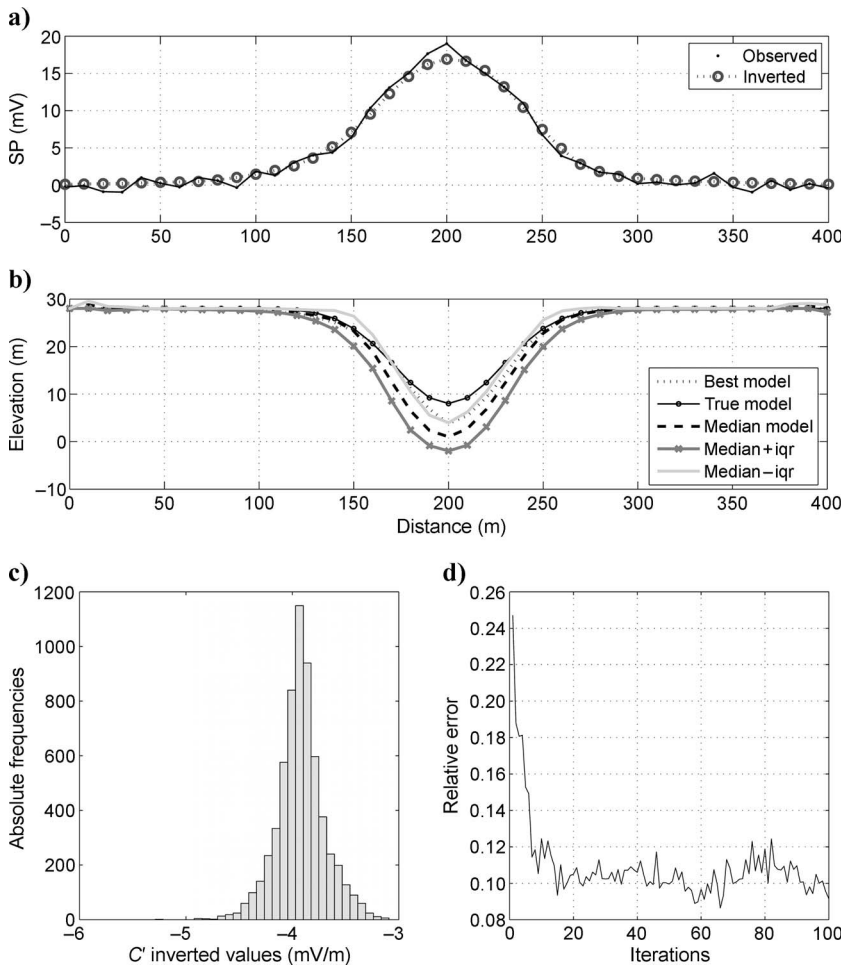 a)
20
15
10
5
0
–5
SP (mV)
Observed
Inverted
0 50 100 150 200 250 300 350 400
b)
30
20
10
0
–10
Elevation (m)
Best model
True model
Median model
Median+iqr
Median–iqr
0 50 100 150 200 250 300 350 400
Distance (m)
c)
1200
1000
800
600
400
200
0
Absolute frequencies
–6 –5 –4 –3
C' inverted values (mV/m)
d)
0.26
0.24
0.22
0.20
0.18
0.16
0.14
0.12
0.10
0.08
Relative error
0 20 40 60 80 100
Iterations